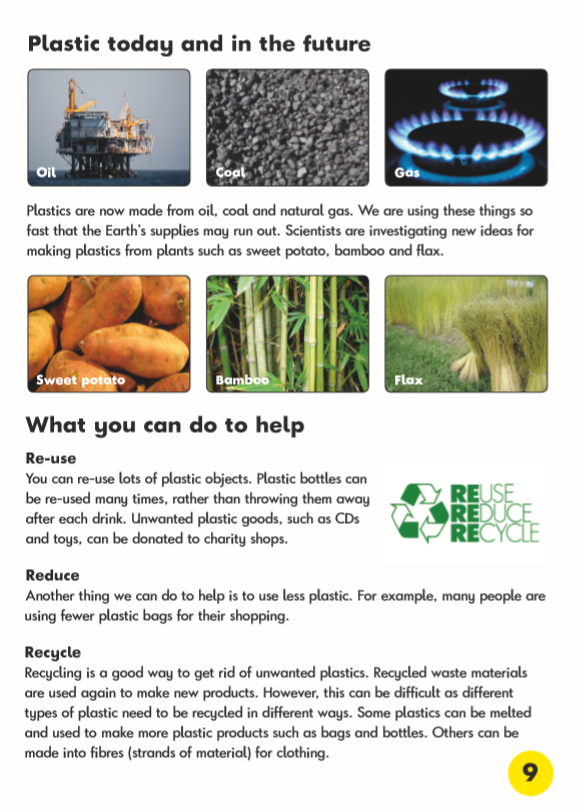 Plastic today and in the future
Oil
Coal
Gas
Plastics are now made from oil, coal and natural gas. We are using these things so
fast that the Earth's supplies may run out. Scientists are investigating new ideas for
making plastics from plants such as sweet potato, bamboo and flax.
Sweet potato
Bamboo
Flax
What you can do to help
Re-use
You can re-use lots of plastic objects. Plastic bottles can
be re-used many times, rather than throwing them away
after each drink. Unwanted plastic goods, such as CDs
and toys, can be donated to charity shops.
REUSE
REDUCE
RECYCLE
Reduce
Another thing we can do to help is to use less plastic. For example, many people are
using fewer plastic bags for their shopping.
Recycle
Recycling is a good way to get rid of unwanted plastics. Recycled waste materials
are used again to make new products. However, this can be difficult as different
types of plastic need to be recycled in different ways. Some plastics can be melted
and used to make more plastic products such as bags and bottles. Others can be
made into fibres (strands of material) for clothing.
9